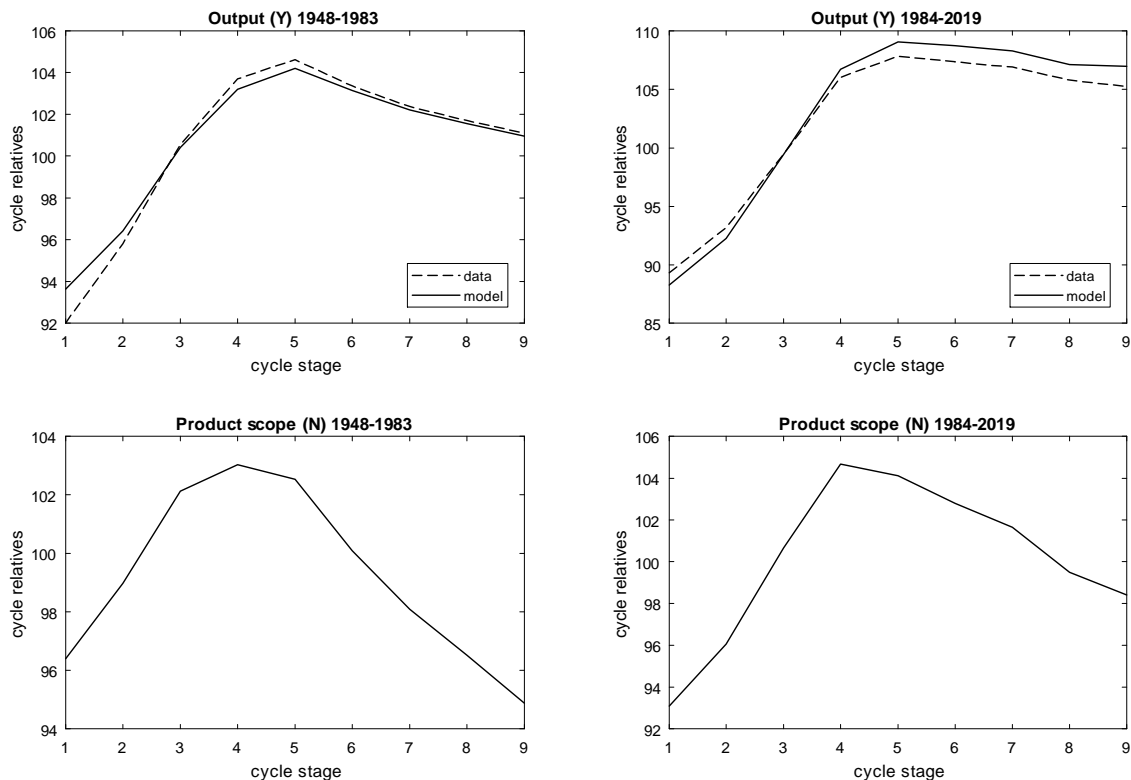 Output (Y) 1948-1983
106
104
102
100
98
96
94
92
cycle relatives
data
model
1 2 3 4 5 6 7 8 9
cycle stage
Output (Y) 1984-2019
110
105
100
95
90
85
cycle relatives
data
model
1 2 3 4 5 6 7 8 9
cycle stage
Product scope (N) 1948-1983
104
102
100
98
96
94
cycle relatives
1 2 3 4 5 6 7 8 9
cycle stage
Product scope (N) 1984-2019
106
104
102
100
98
96
94
92
cycle relatives
1 2 3 4 5 6 7 8 9
cycle stage